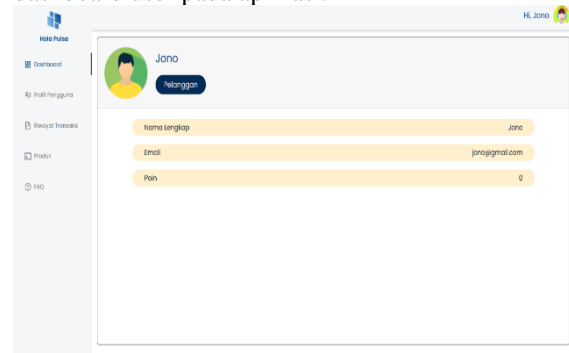 Hi, Jono
Holo Pulsa
Dashboard
Profil Pengguna
Riwayat Transaksi
Produk
FAQ
Jono
Pelanggan
Nama Lengkap Jono
Email jono@gmail.com
Poin 0